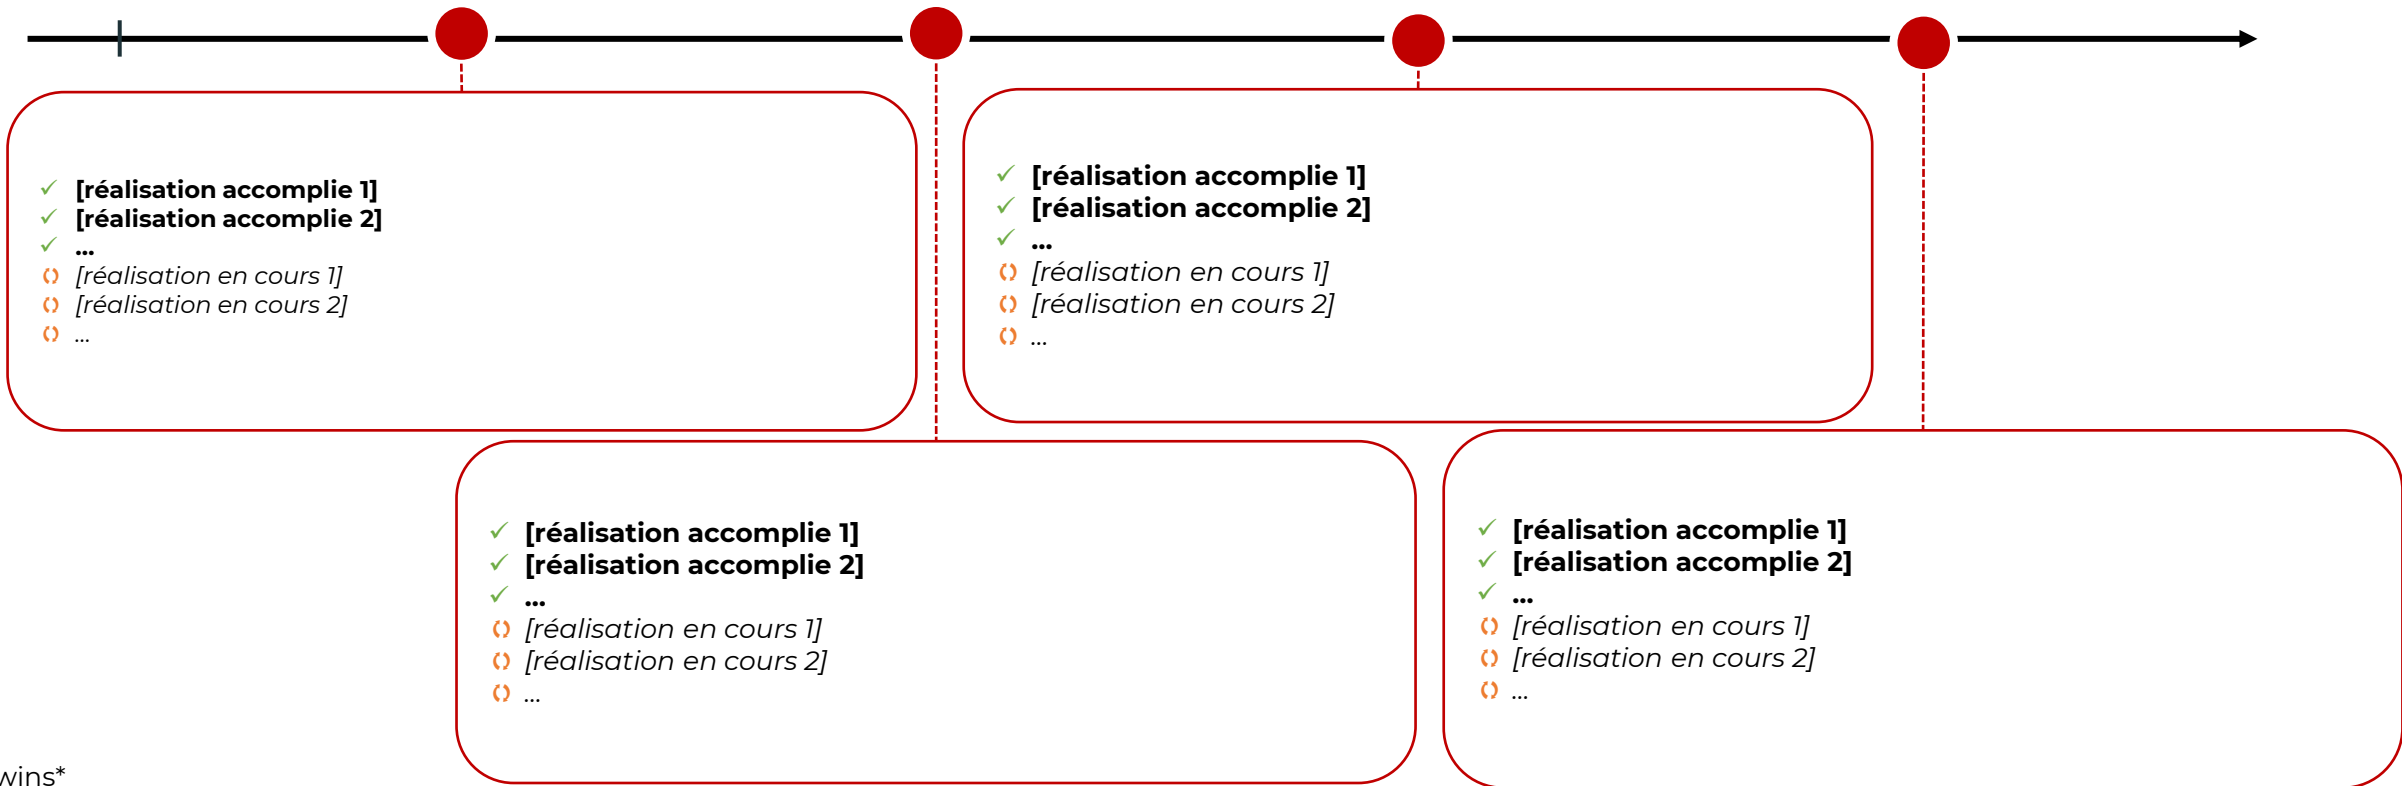 [réalisation accomplie 1]
[réalisation accomplie 2]
...
[réalisation en cours 1]
[réalisation en cours 2]
...
[réalisation accomplie 1]
[réalisation accomplie 2]
...
[réalisation en cours 1]
[réalisation en cours 2]
...
[réalisation accomplie 1]
[réalisation accomplie 2]
...
[réalisation en cours 1]
[réalisation en cours 2]
...
[réalisation accomplie 1]
[réalisation accomplie 2]
...
[réalisation en cours 1]
[réalisation en cours 2]
...
wins*